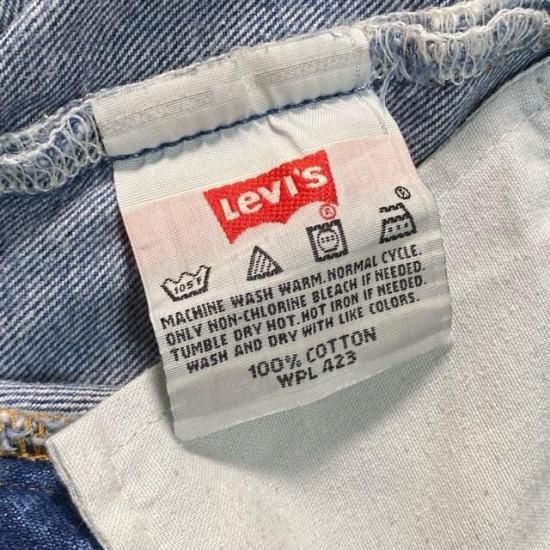 Levi's
®
105F
MACHINE WASH WARM. NORMAL CYCLE.
ONLY NON-CHLORINE BLEACH IF NEEDED.
TUMBLE DRY HOT. HOT IRON IF NEEDED.
WASH AND DRY WITH LIKE COLORS.
100% COTTON
WPL 423